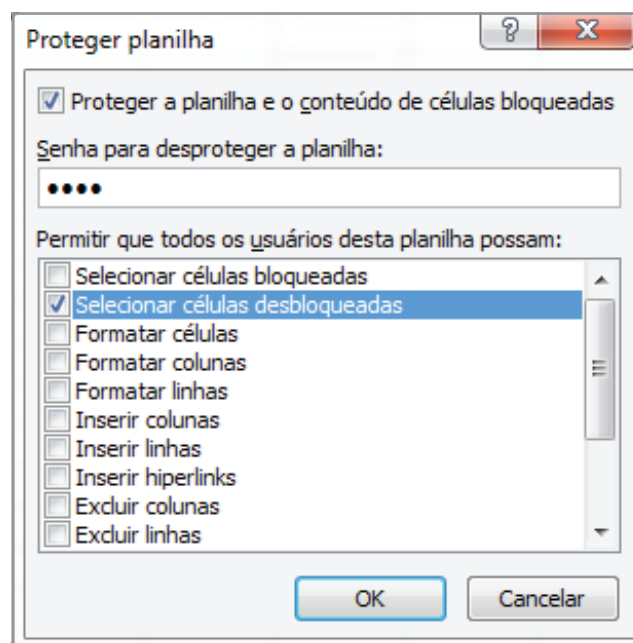 Proteger planilha
Proteger a planilha e o conteúdo de células bloqueadas
Senha para desproteger a planilha:
••••
Permitir que todos os usuários desta planilha possam:
Selecionar células bloqueadas
Selecionar células desbloqueadas
Formatar células
Formatar colunas
Formatar linhas
Inserir colunas
Inserir linhas
Inserir hiperlinks
Excluir colunas
Excluir linhas
OK Cancelar